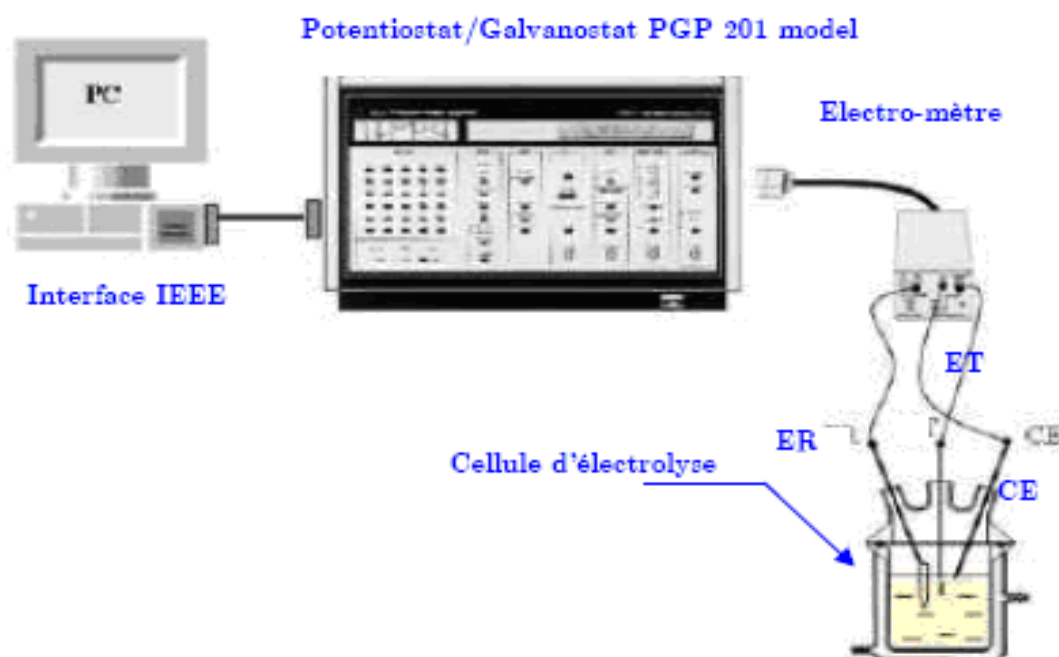 Potentiostat/Galvanostat PGP 201 model
PC
Electro-mètre
Interface IEEE
ET
ER
CE
Cellule d'électrolyse
CE